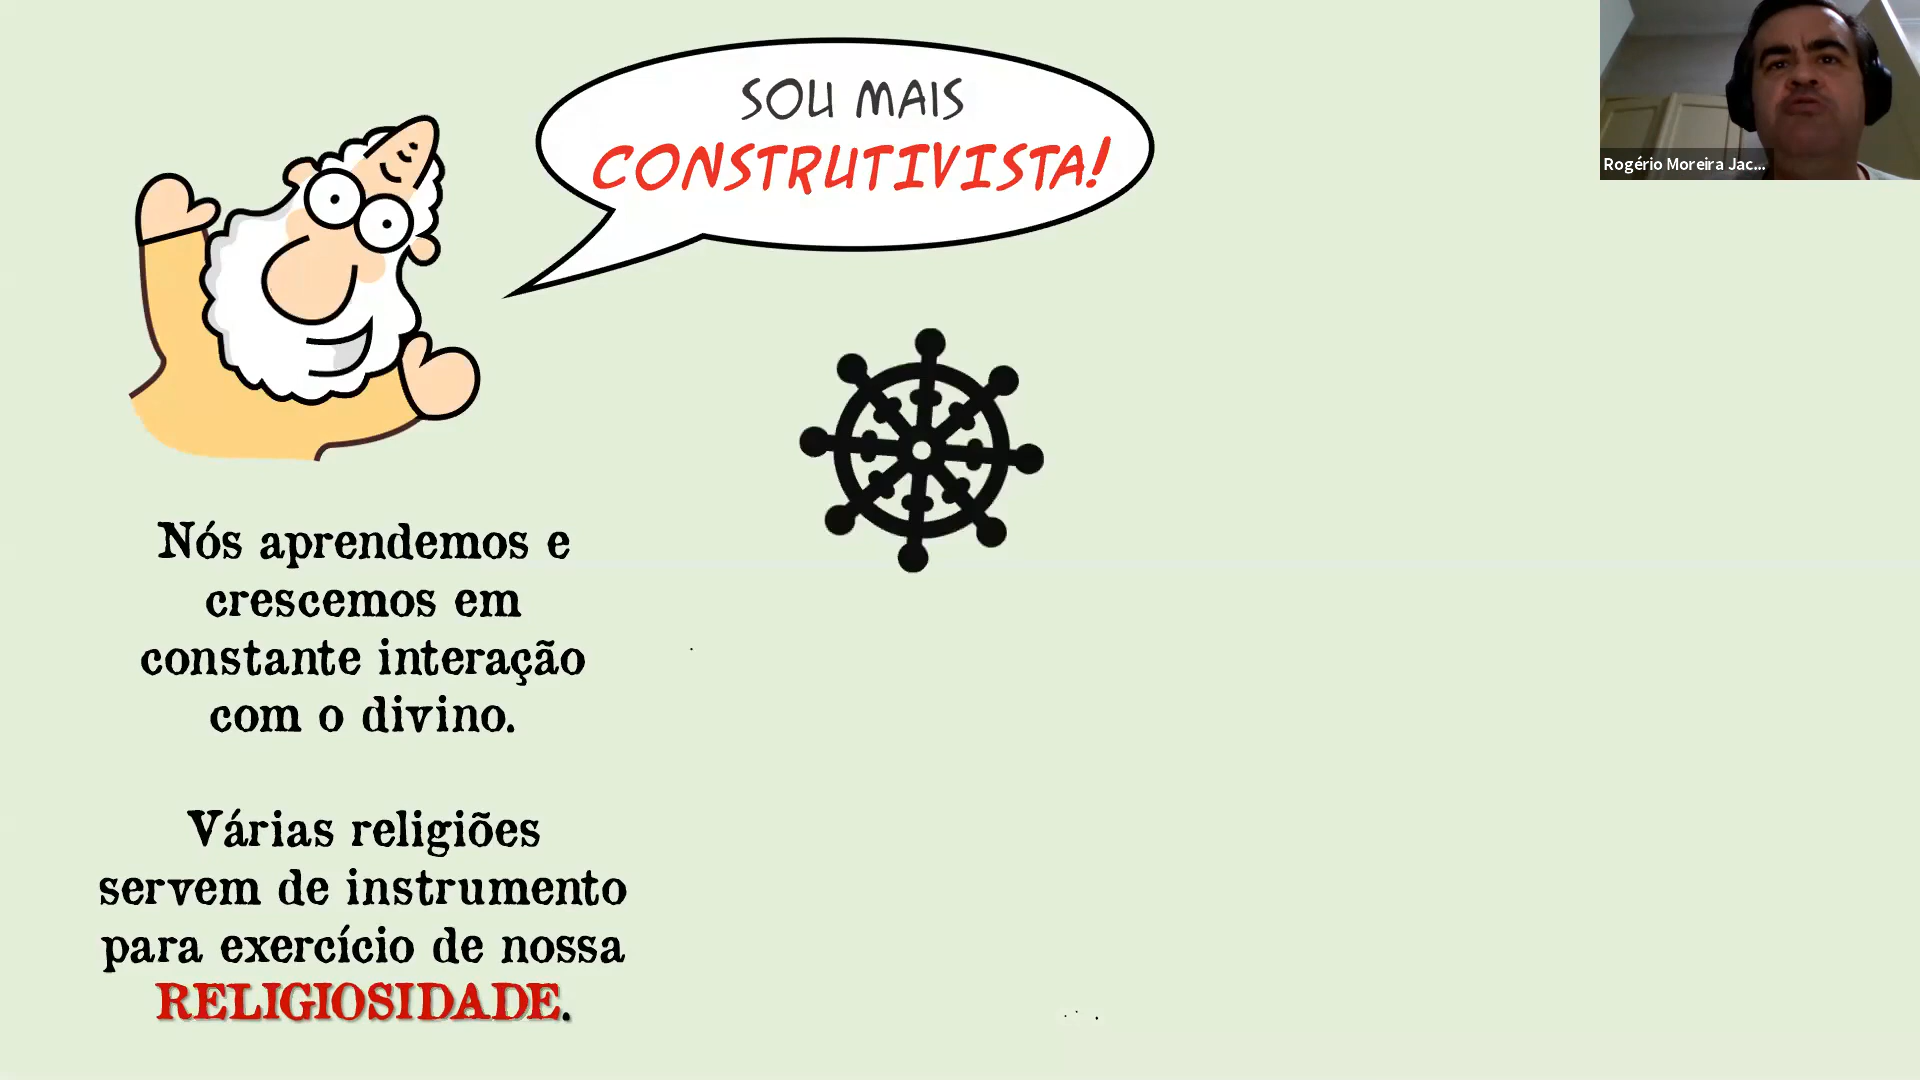 SOU MAIS
CONSTRUTIVISTA!
Rogério Moreira Jac...
Nós aprendemos e
crescemos em
constante interação
com o divino.
Várias religiões
servem de instrumento
para exercício de nossa
RELIGIOSIDADE.